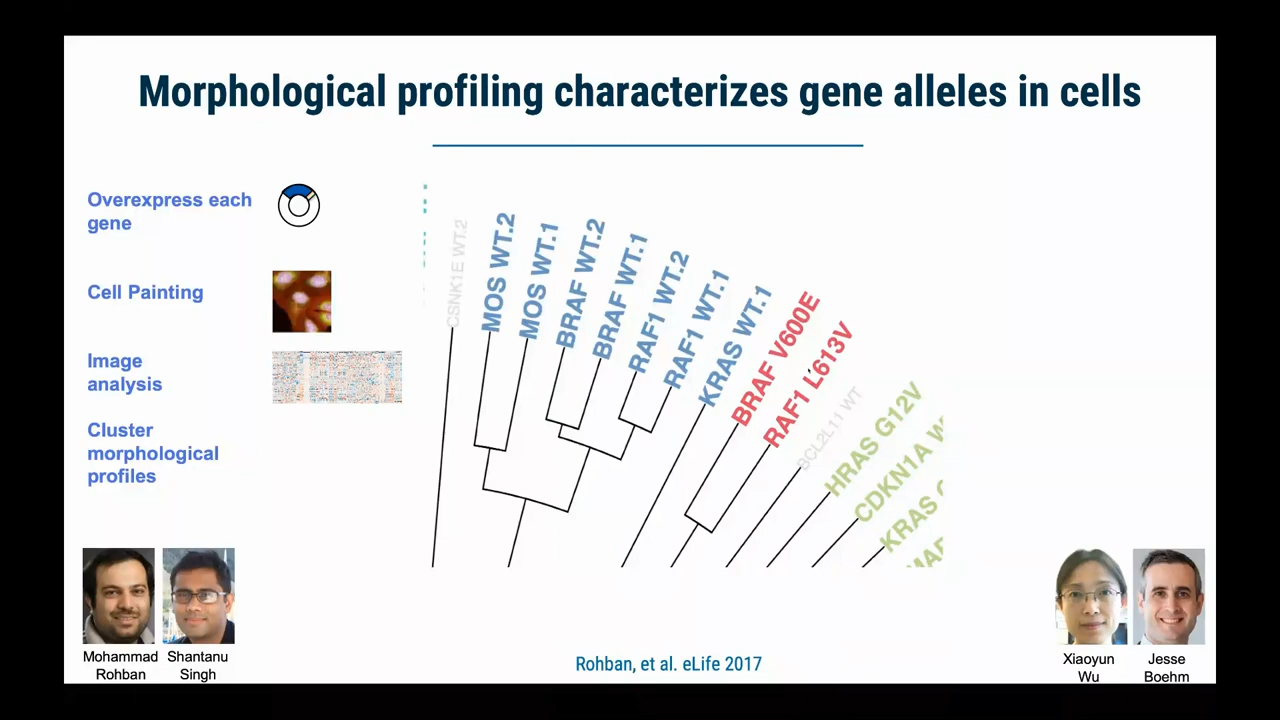 Morphological profiling characterizes gene alleles in cells
Overexpress each
gene
Cell Painting
Image
analysis
Cluster
morphological
profiles
CSNK1E WT.2
MOS WT.2
MOS WT.1
BRAF WT.2
BRAF WT.1
RAF1 WT.2
RAF1 WT.1
KRAS WT.1
BRAF V600E
RAF1 L613V
BCL2L11 WT
HRAS G12V
CDKN1A
KRAS
Mohammad
Rohban
Shantanu
Singh
Rohban, et al. eLife 2017
Xiaoyun
Wu
Jesse
Boehm